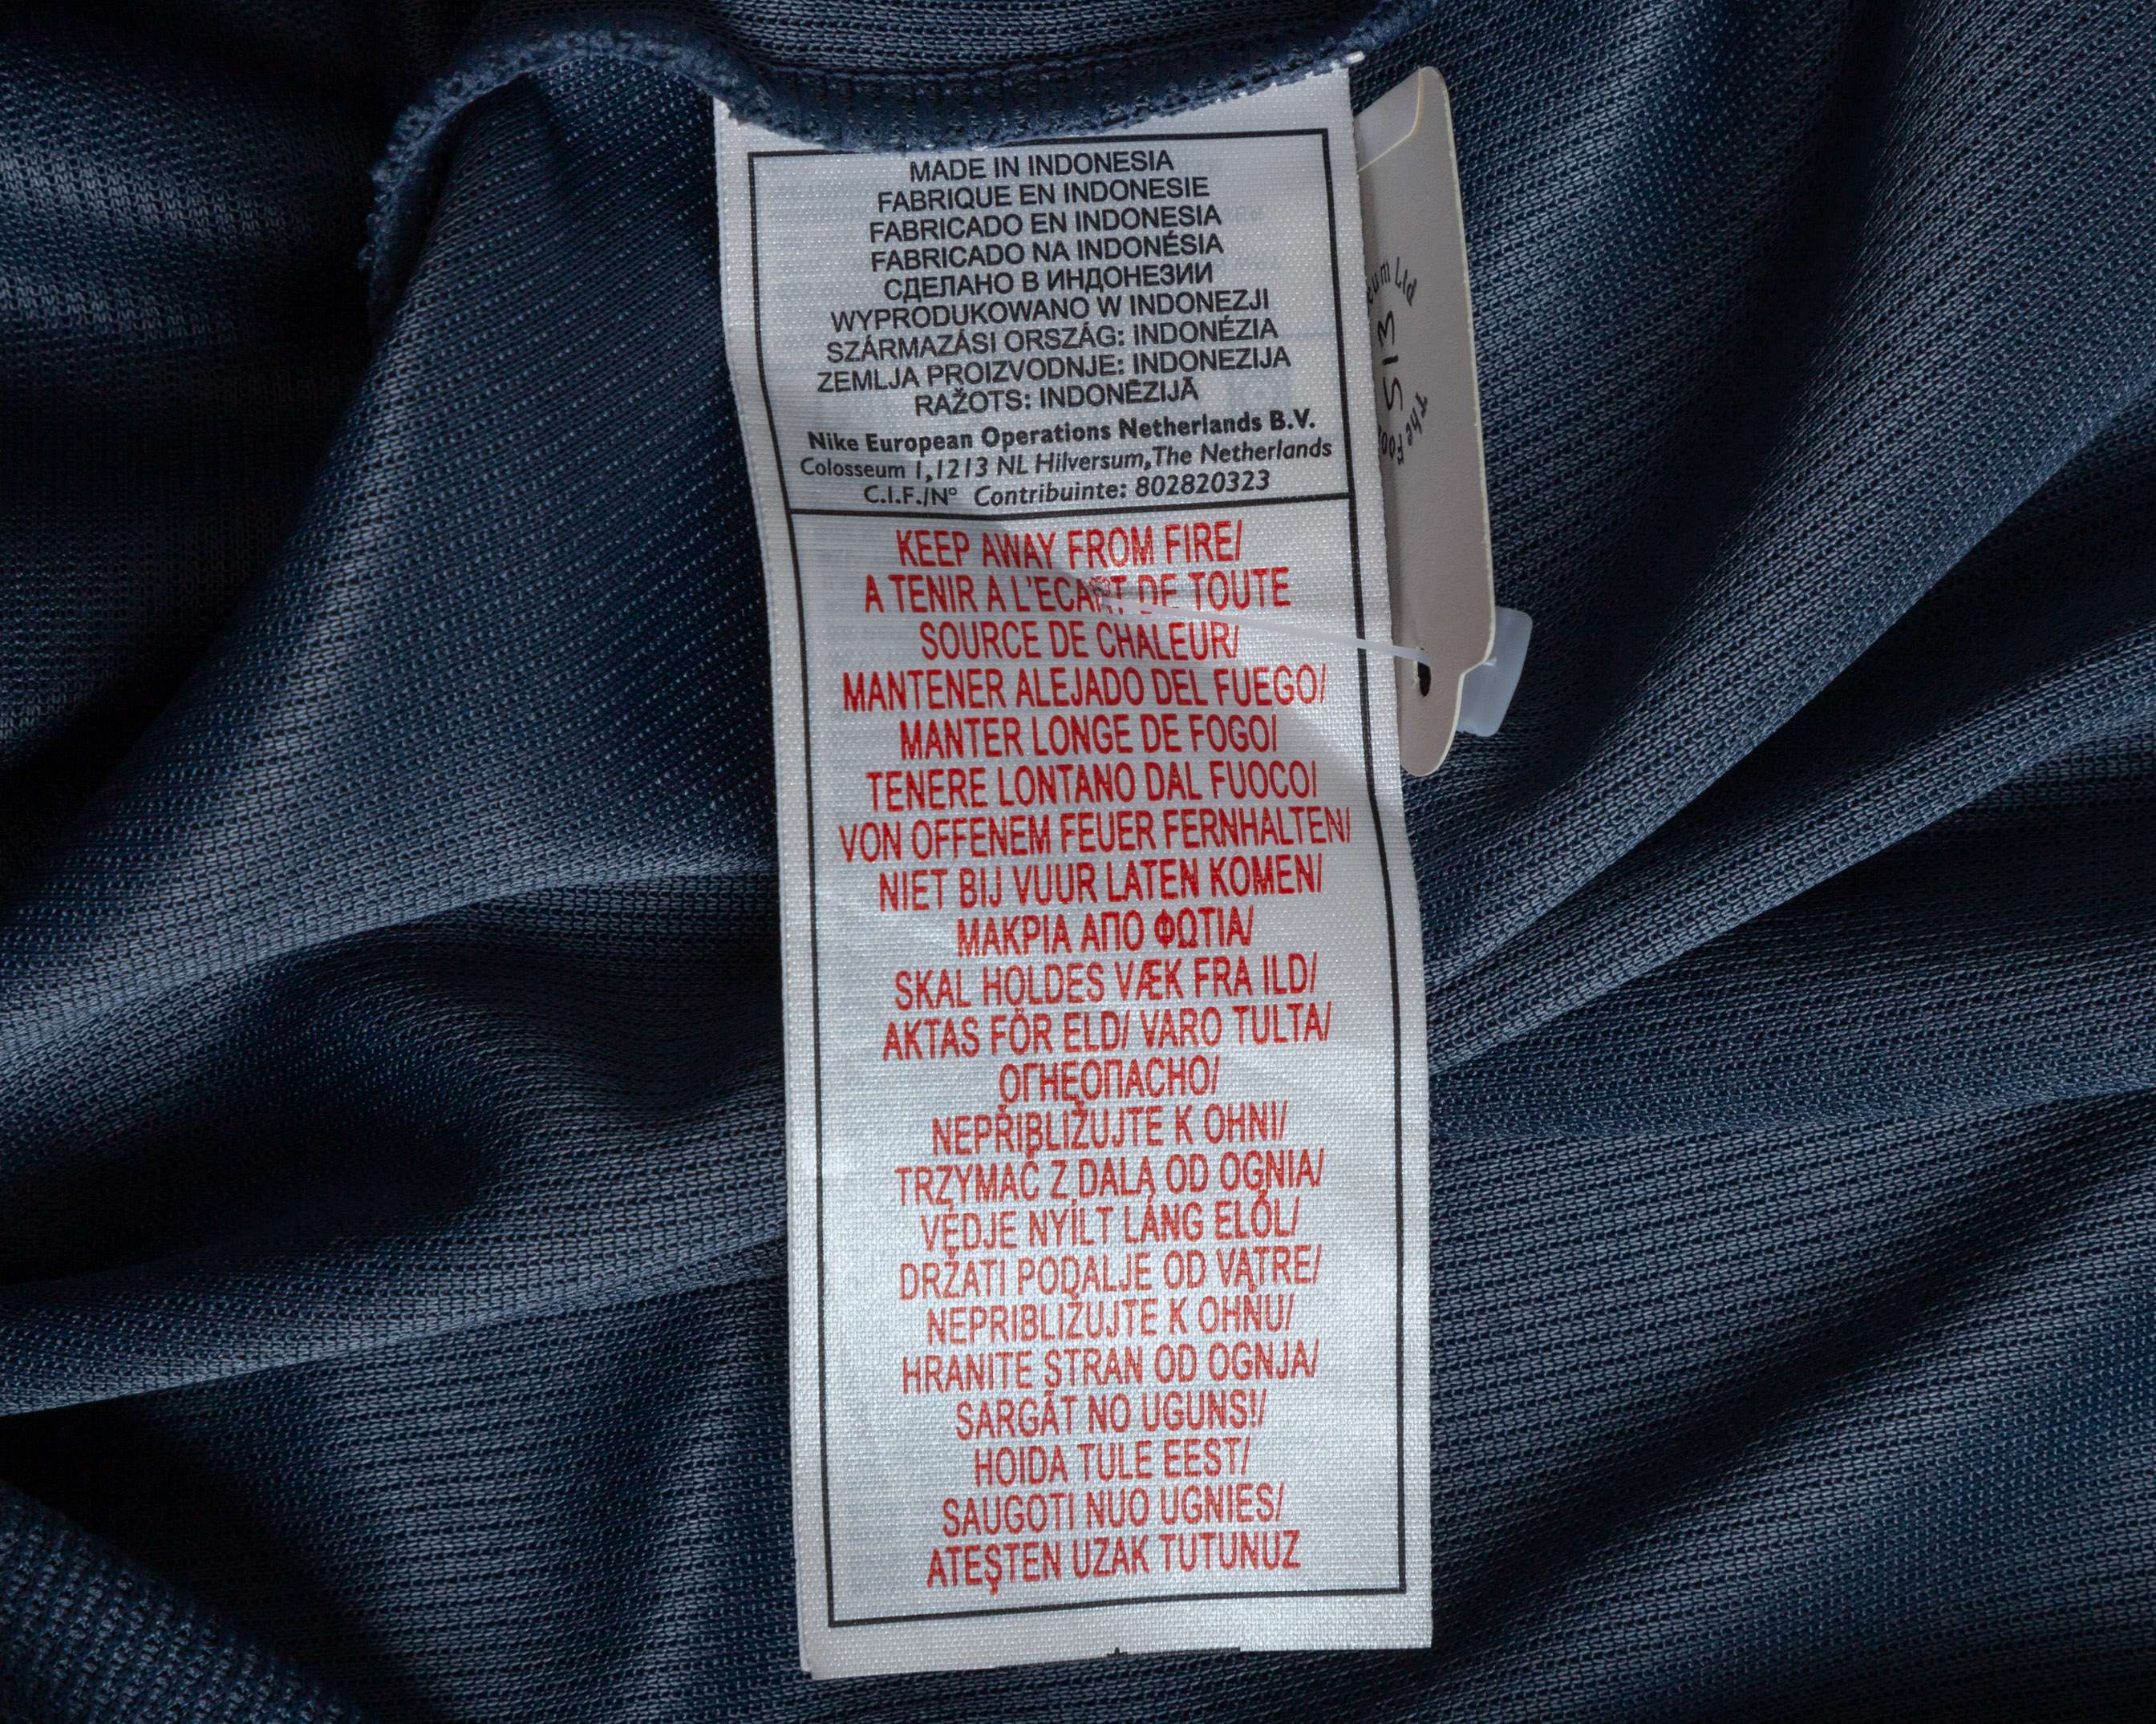 MADE IN INDONESIA
FABRIQUE EN INDONESIE
FABRICADO EN INDONESIA
FABRICADO NA INDONÉSIA
СДЕЛАНО В ИНДОНЕЗИИ
WYPRODUKOWANO W INDONEZJI
SZÁRMAZÁSI ORSZÁG: INDONÉZIA
ZEMLJA PROIZVODNJE: INDONEZIJA
RAŽOTS: INDONĒZIJĀ
Nike European Operations Netherlands B.V.
Colosseum 1,1213 NL Hilversum,The Netherlands
C.I.F./N° Contribuinte: 802820323
KEEP AWAY FROM FIRE/
A TENIR A L'ECART DE TOUTE
SOURCE DE CHALEUR/
MANTENER ALEJADO DEL FUEGO/
MANTER LONGE DE FOGO/
TENERE LONTANO DAL FUOCO/
VON OFFENEM FEUER FERNHALTEN/
NIET BIJ VUUR LATEN KOMEN/
ΜΑΚΡΙΑ ΑΠΟ ΦΩΤΙΑ/
SKAL HOLDES VÆK FRA ILD/
AKTAS FÖR ELD/ VARO TULTA/
ОГНЕОПАСНО/
NEPŘIBLIŽUJTE K OHNI/
TRZYMAĆ Z DALA OD OGNIA/
VÉDJE NYÍLT LÁNG ELŐL/
DRŽATI PODALJE OD VATRE/
NEPRIBLIŽUJTE K OHŇU/
HRANITE STRAN OD OGNJA/
SARGĀT NO UGUNS!/
HOIDA TULE EEST/
SAUGOTI NUO UGNIES/
ATEŞTEN UZAK TUTUNUZ
Ltd
513
The